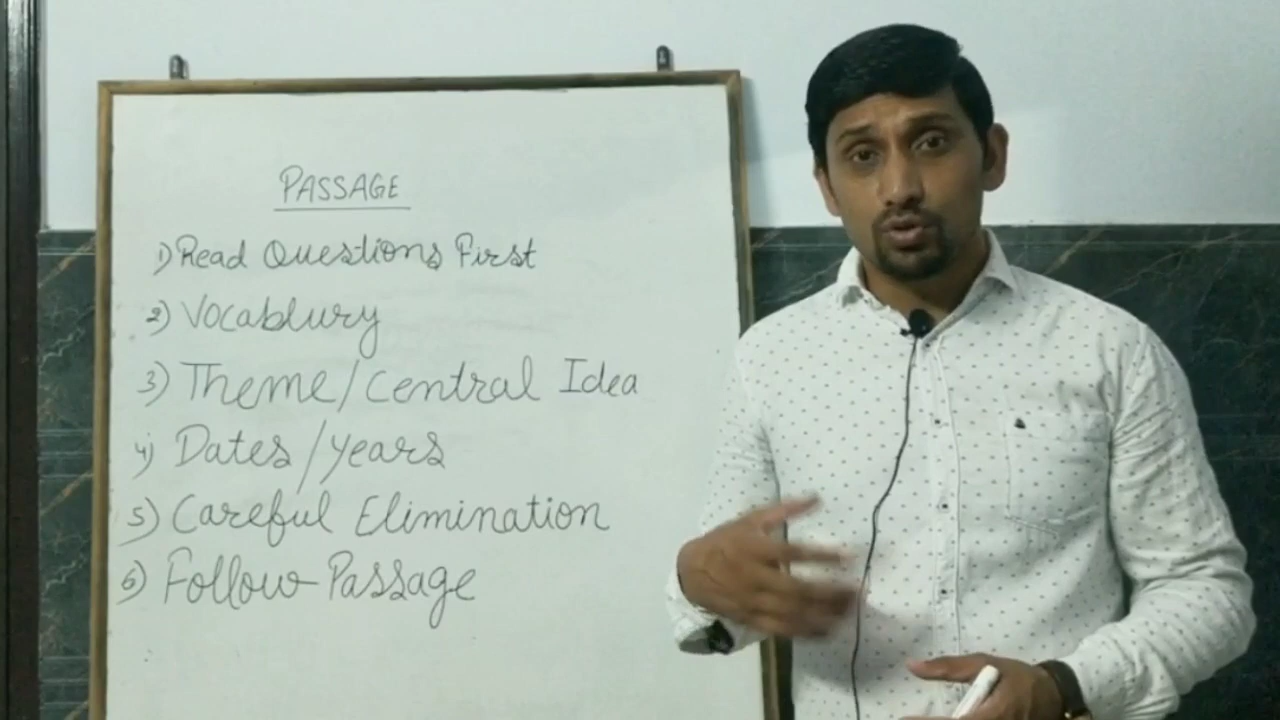 PASSAGE
1) Read Questions First
2) Vocablury
3) Theme/Central Idea
4) Dates/years
5) Careful Elimination
6) Follow Passage